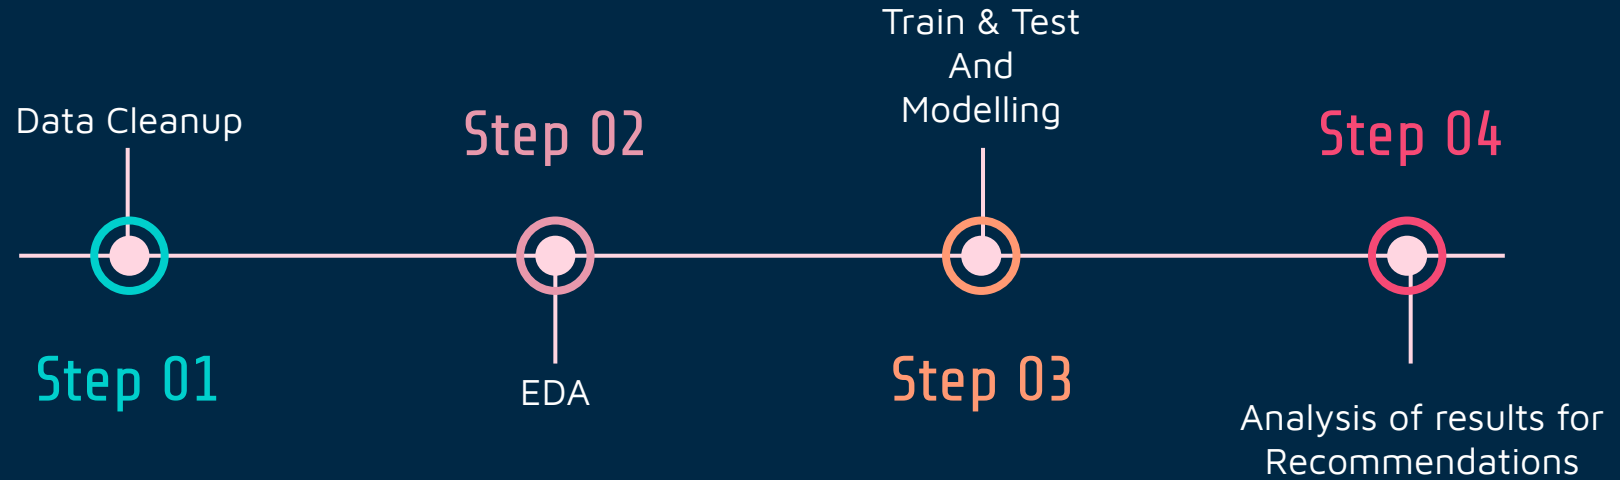 Data Cleanup
Step 01
Step 02
EDA
Train & Test
And
Modelling
Step 03
Step 04
Analysis of results for
Recommendations